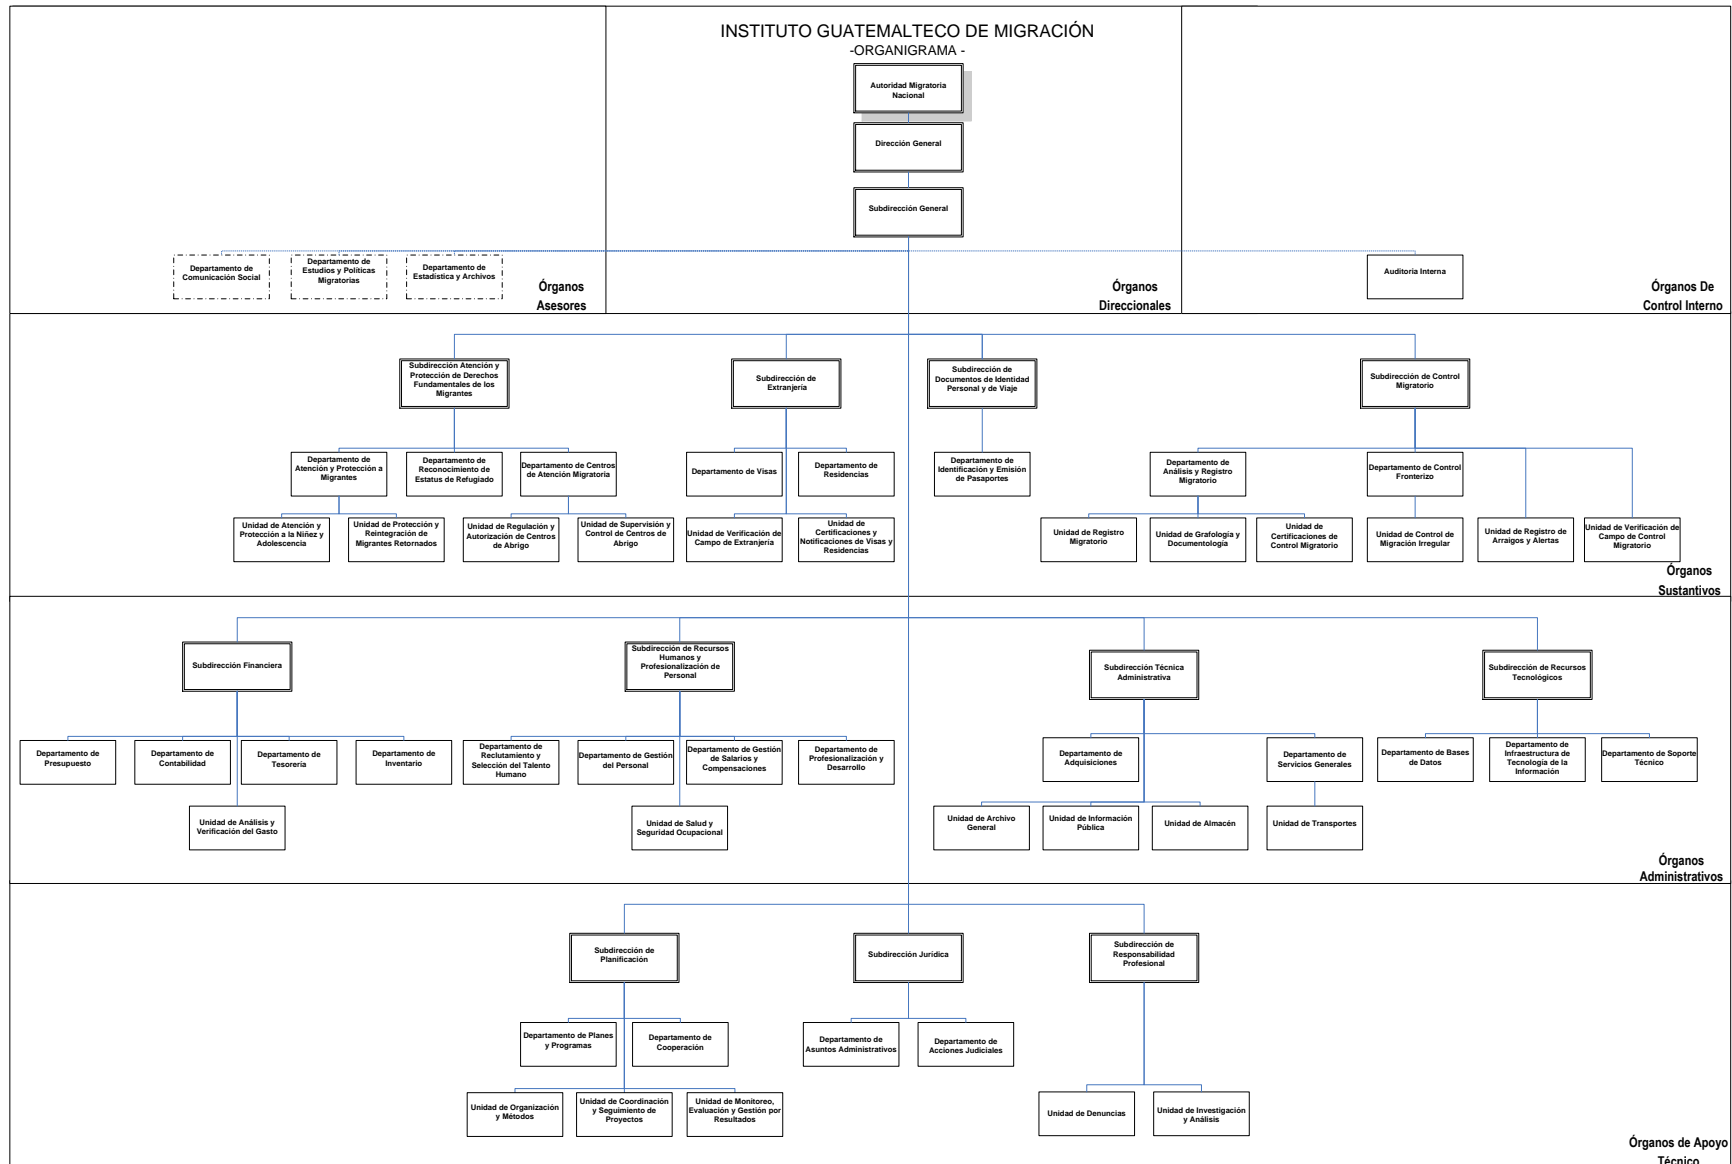 INSTITUTO GUATEMALTECO DE MIGRACIÓN
-ORGANIGRAMA -
Autoridad Migratoria
Nacional
Dirección General
Subdirección General
Departamento de
Comunicación Social
Departamento de
Estudios y Políticas
Migratorias
Departamento de
Estadística y Archivos
Auditoria Interna
Órganos
Asesores
Órganos
Direccionales
Órganos De
Control Interno
Subdirección Atención y
Protección de Derechos
Fundamentales de los
Migrantes
Subdirección de
Extranjería
Subdirección de
Documentos de Identidad
Personal y de Viaje
Subdirección de Control
Migratorio
Departamento de
Atención y Protección a
Migrantes
Departamento de
Reconocimiento de
Estatus de Refugiado
Departamento de Centros
de Atención Migratoria
Departamento de Visas
Departamento de
Residencias
Departamento de
Identificación y Emisión
de Pasaportes
Departamento de
Análisis y Registro
Migratorio
Departamento de Control
Fronterizo
Unidad de Atención y
Protección a la Niñez y
Adolescencia
Unidad de Protección y
Reintegración de
Migrantes Retornados
Unidad de Regulación y
Autorización de Centros
de Abrigo
Unidad de Supervisión y
Control de Centros de
Abrigo
Unidad de Verificación de
Campo de Extranjería
Unidad de
Certificaciones y
Notificaciones de Visas y
Residencias
Unidad de Registro
Migratorio
Unidad de Grafología y
Documentología
Unidad de
Certificaciones de
Control Migratorio
Unidad de Control de
Migración Irregular
Unidad de Registro de
Arraigos y Alertas
Unidad de Verificación de
Campo de Control
Migratorio
Órganos
Sustantivos
Subdirección Financiera
Subdirección de Recursos
Humanos y
Profesionalización de
Personal
Subdirección Técnica
Administrativa
Subdirección de Recursos
Tecnológicos
Departamento de
Presupuesto
Departamento de
Contabilidad
Departamento de
Tesorería
Departamento de
Inventario
Departamento de
Reclutamiento y
Selección del Talento
Humano
Departamento de Gestión
del Personal
Departamento de Gestión
de Salarios y
Compensaciones
Departamento de
Profesionalización y
Desarrollo
Departamento de
Adquisiciones
Departamento de
Servicios Generales
Departamento de Bases
de Datos
Departamento de
Infraestructura de
Tecnología de la
Información
Departamento de Soporte
Técnico
Unidad de Análisis y
Verificación del Gasto
Unidad de Salud y
Seguridad Ocupacional
Unidad de Archivo
General
Unidad de Información
Pública
Unidad de Almacén
Unidad de Transportes
Órganos
Administrativos
Subdirección de
Planificación
Subdirección Jurídica
Subdirección de
Responsabilidad
Profesional
Departamento de Planes
y Programas
Departamento de
Cooperación
Departamento de
Asuntos Administrativos
Departamento de
Acciones Judiciales
Unidad de Organización
y Métodos
Unidad de Coordinación
y Seguimiento de
Proyectos
Unidad de Monitoreo,
Evaluación y Gestión por
Resultados
Unidad de Denuncias
Unidad de Investigación
y Análisis
Órganos de Apoyo
Técnico